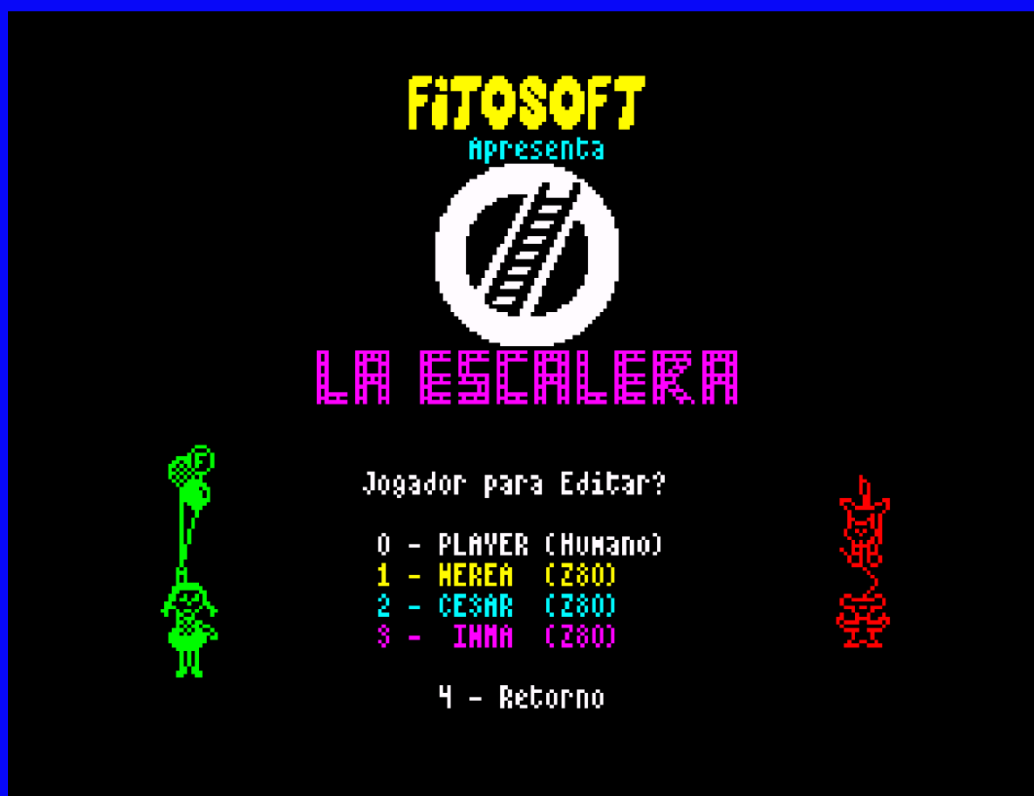 FiTOSOFT
Apresenta
LA ESCALERA
F
Jogador para Editar?
0 - PLAYER (Humano)
1 - NEREA (Z80)
2 - CESAR (Z80)
3 - INMA (Z80)
4 - Retorno